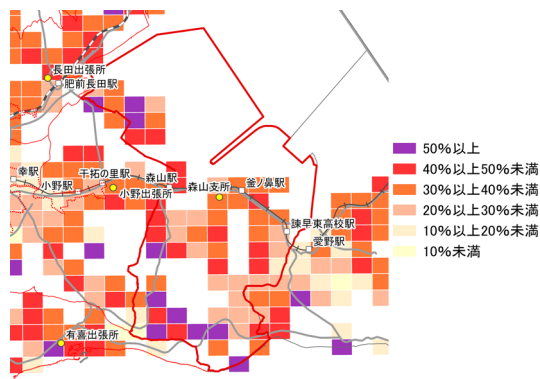 長田出張所
肥前長田駅
幸駅
干拓の里駅
小野駅
森山駅
小野出張所
森山支所
釜ノ鼻駅
諫早東高校駅
愛野駅
有喜出張所
50%以上
40%以上50%未満
30%以上40%未満
20%以上30%未満
10%以上20%未満
10%未満